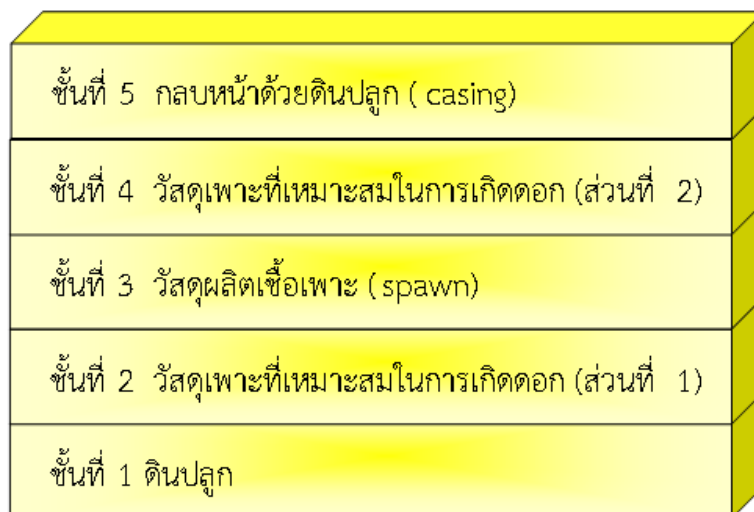 ชั้นที่ 5 กลบหน้าด้วยดินปลูก ( casing)
ชั้นที่ 4 วัสดุเพาะที่เหมาะสมในการเกิดดอก (ส่วนที่ 2)
ชั้นที่ 3 วัสดุผลิตเชื้อเพาะ ( spawn)
ชั้นที่ 2 วัสดุเพาะที่เหมาะสมในการเกิดดอก (ส่วนที่ 1)
ชั้นที่ 1 ดินปลูก